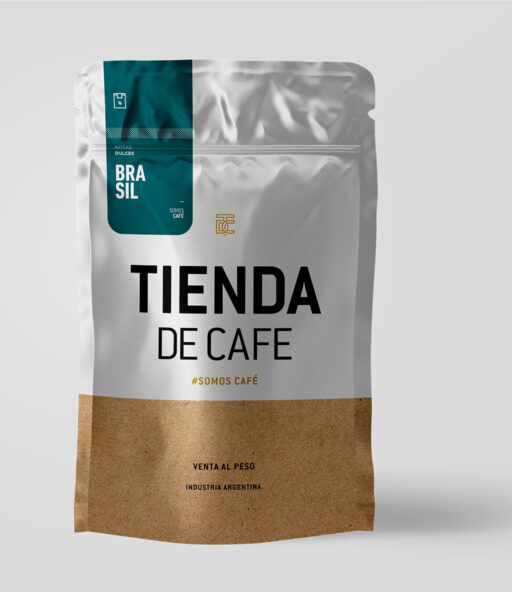 NOTAS
DULCES
BRA
SIL
SOMOS
CAFÉ
TIENDA
DE CAFE
#SOMOS CAFÉ
VENTA AL PESO
INDUSTRIA ARGENTINA